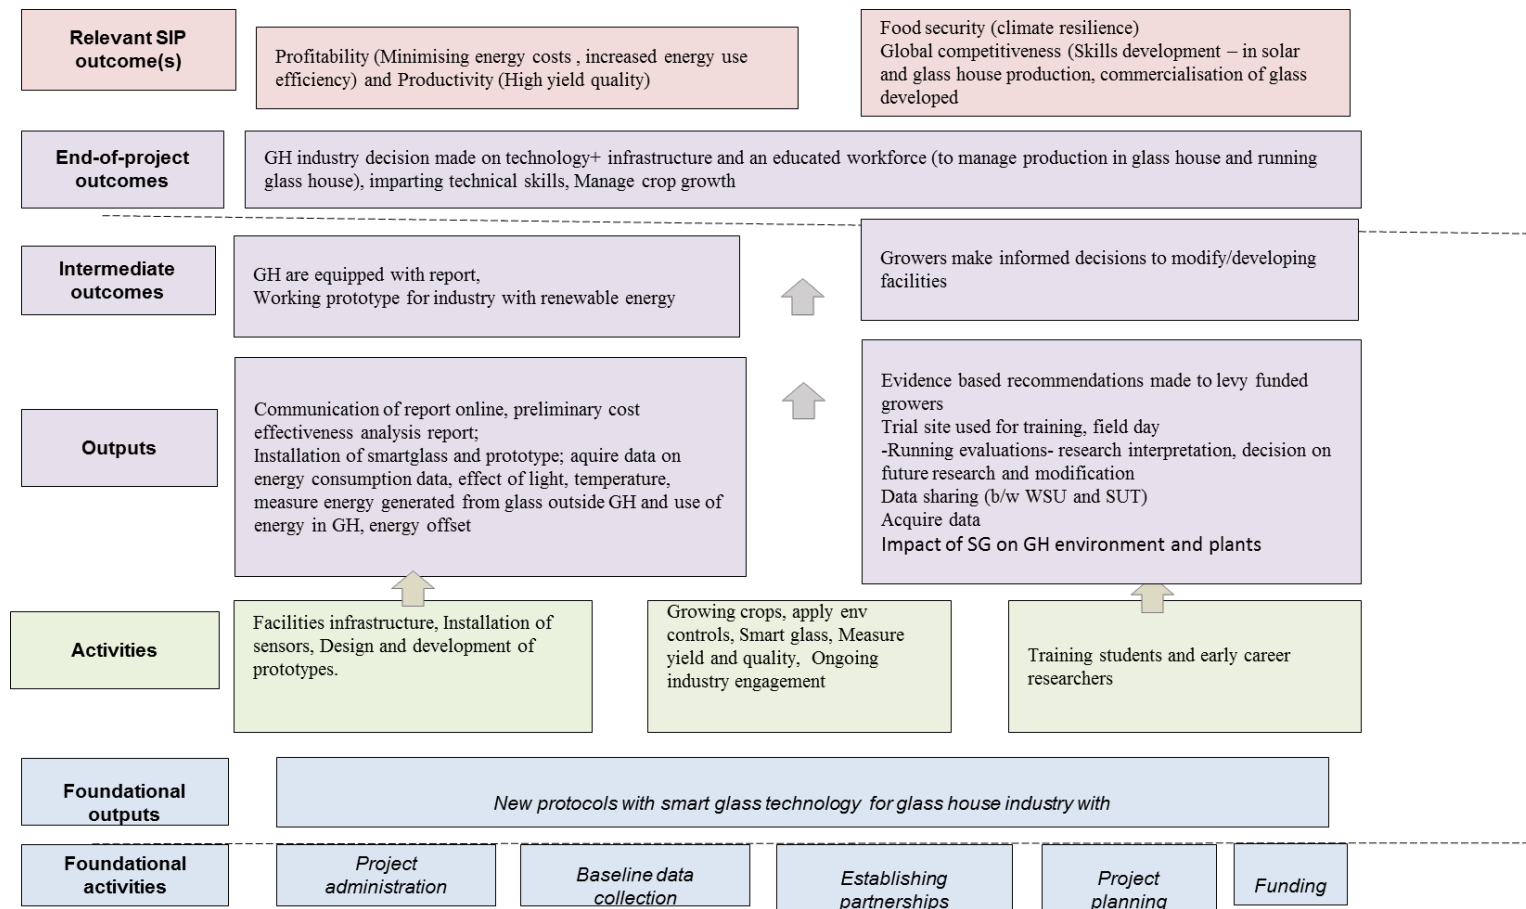 Relevant SIP
outcome(s)
Profitability (Minimising energy costs , increased energy use
efficiency) and Productivity (High yield quality)
Food security (climate resilience)
Global competitiveness (Skills development – in solar
and glass house production, commercialisation of glass
developed
End-of-project
outcomes
GH industry decision made on technology+ infrastructure and an educated workforce (to manage production in glass house and running
glass house), imparting technical skills, Manage crop growth
Intermediate
outcomes
GH are equipped with report,
Working prototype for industry with renewable energy
Growers make informed decisions to modify/developing
facilities
Outputs
Communication of report online, preliminary cost
effectiveness analysis report;
Installation of smartglass and prototype; aquire data on
energy consumption data, effect of light, temperature,
measure energy generated from glass outside GH and use of
energy in GH, energy offset
Evidence based recommendations made to levy funded
growers
Trial site used for training, field day
-Running evaluations- research interpretation, decision on
future research and modification
Data sharing (b/w WSU and SUT)
Acquire data
Impact of SG on GH environment and plants
Activities
Facilities infrastructure, Installation of
sensors, Design and development of
prototypes.
Growing crops, apply env
controls, Smart glass, Measure
yield and quality,  Ongoing
industry engagement
Training students and early career
researchers
Foundational
outputs
New protocols with smart glass technology  for glass house industry with
Foundational
activities
Project
administration
Baseline data
collection
Establishing
partnerships
Project
planning
Funding